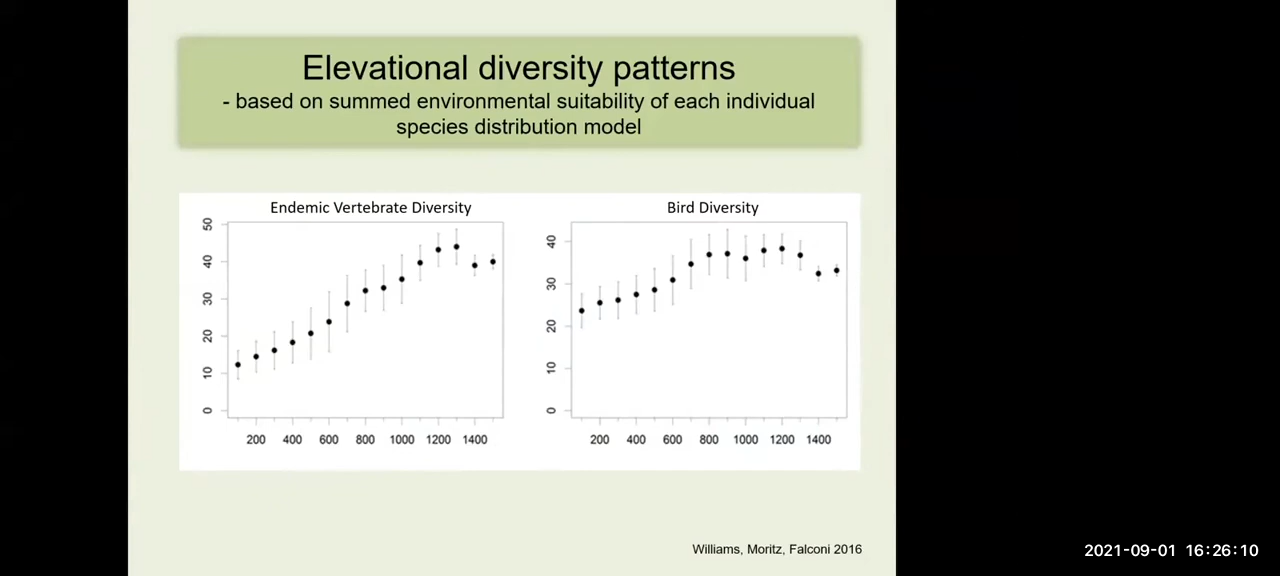 Elevational diversity patterns
- based on summed environmental suitability of each individual
species distribution model
Endemic Vertebrate Diversity
50
40
30
20
10
0
200 400 600 800 1000 1200 1400
Bird Diversity
40
30
20
10
0
200 400 600 800 1000 1200 1400
Williams, Moritz, Falconi 2016
2021-09-01 16:26:10